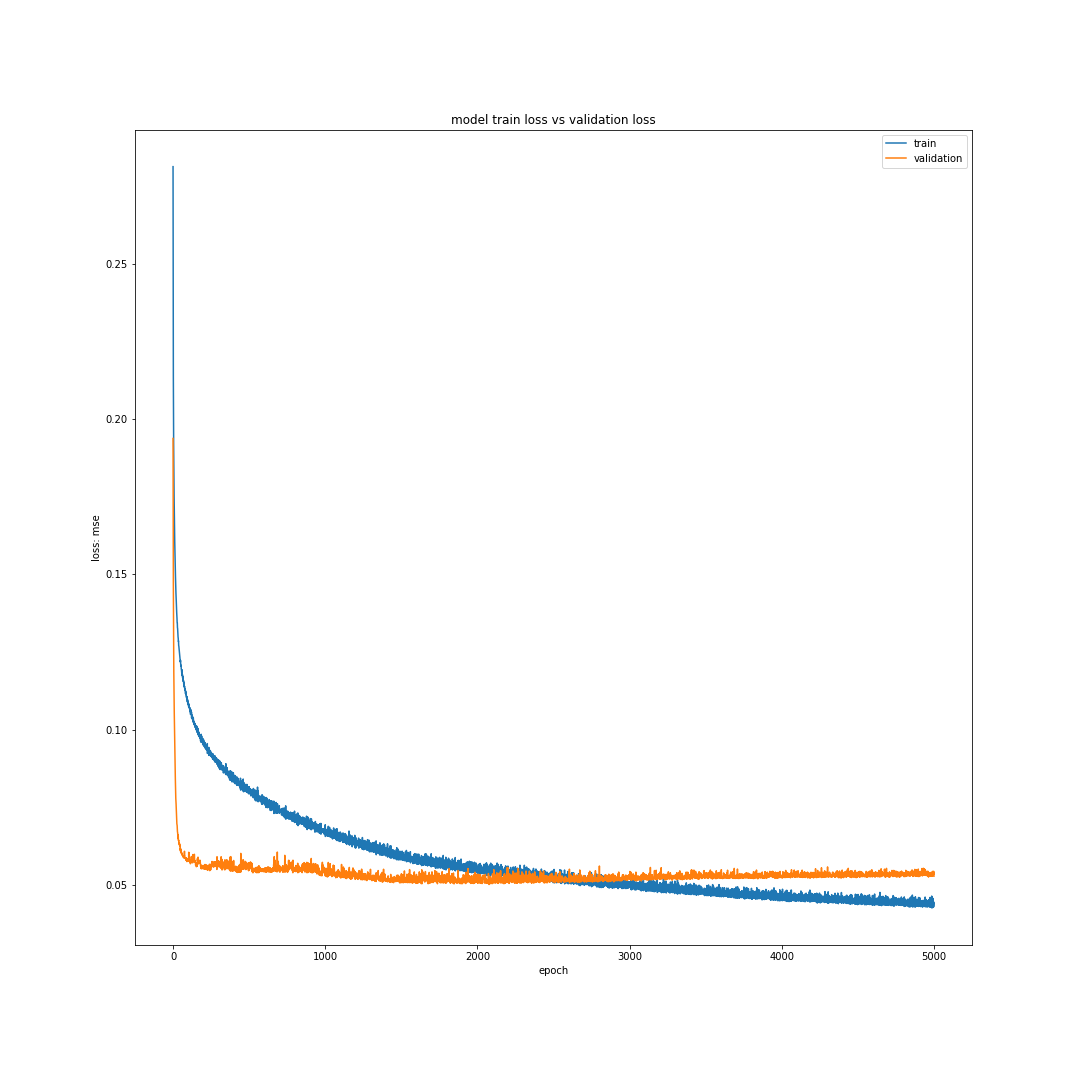 model train loss vs validation loss
train
validation
0.25
0.20
0.15
0.10
0.05
loss: mse
0 1000 2000 3000 4000 5000
epoch